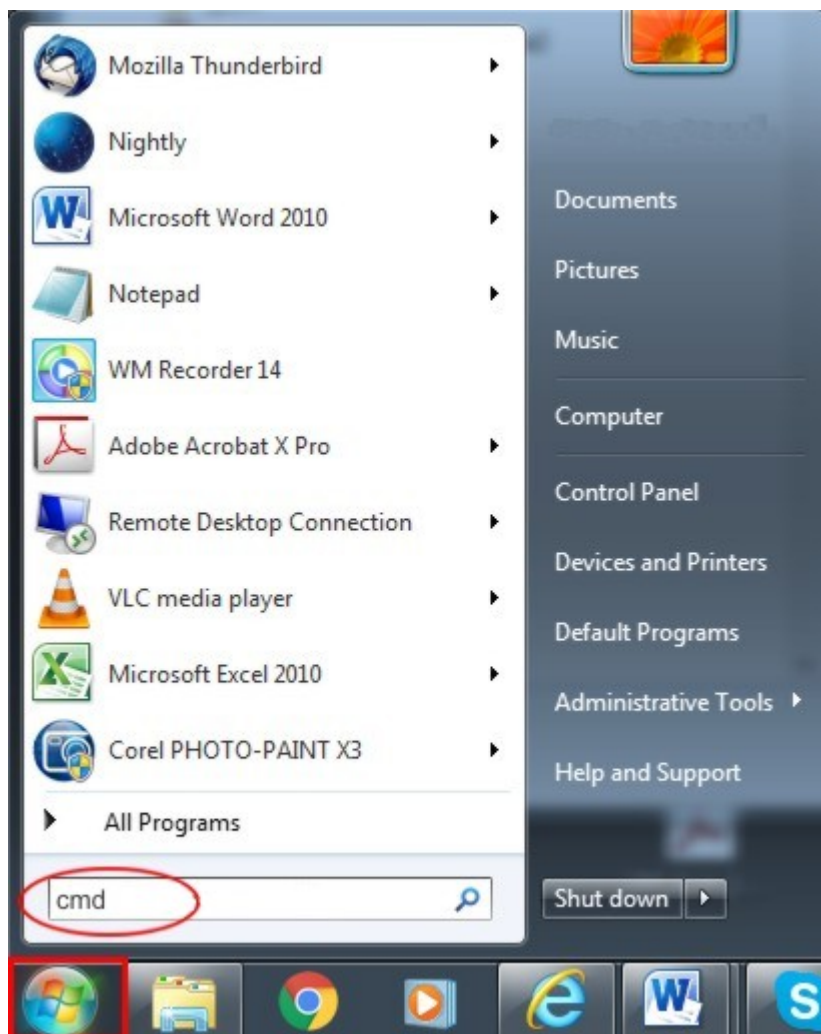 Mozilla Thunderbird
Nightly
Microsoft Word 2010
Notepad
WM Recorder 14
Adobe Acrobat X Pro
Remote Desktop Connection
VLC media player
Microsoft Excel 2010
Corel PHOTO-PAINT X3
All Programs
cmd
Documents
Pictures
Music
Computer
Control Panel
Devices and Printers
Default Programs
Administrative Tools
Help and Support
Shut down